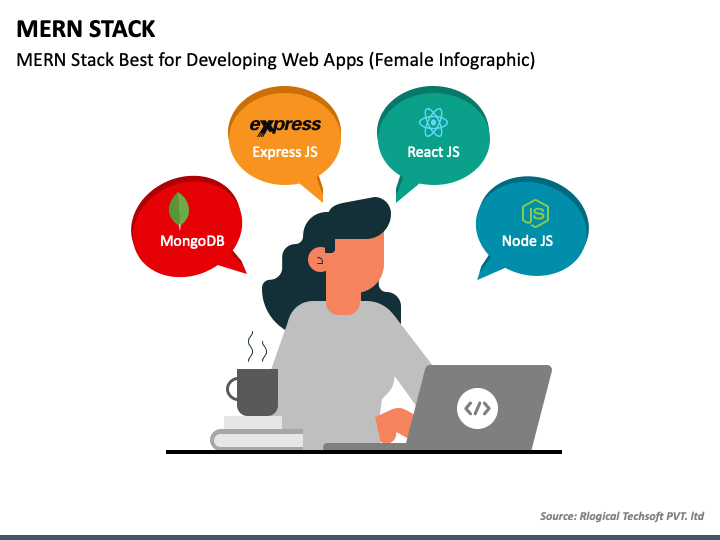 MERN STACK
MERN Stack Best for Developing Web Apps (Female Infographic)
express
Express JS
React JS
MongoDB
JS
Node JS
</>
Source: Rlogical Techsoft PVT. ltd